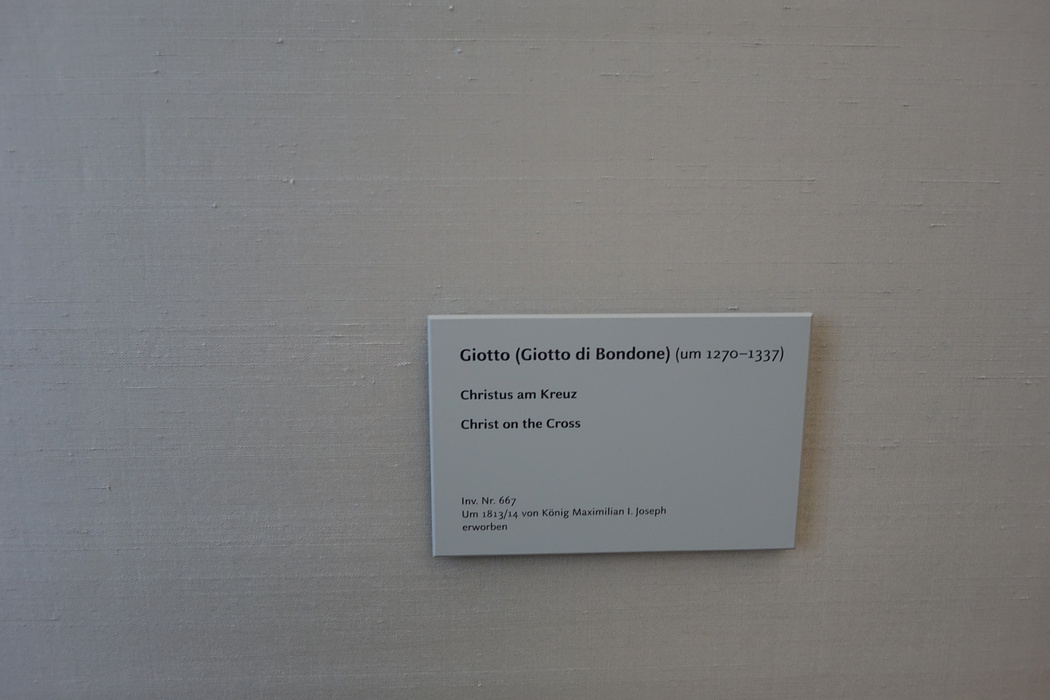 Giotto (Giotto di Bondone) (um 1270–1337)
Christus am Kreuz
Christ on the Cross
Inv. Nr. 667
Um 1813/14 von König Maximilian I. Joseph
erworben